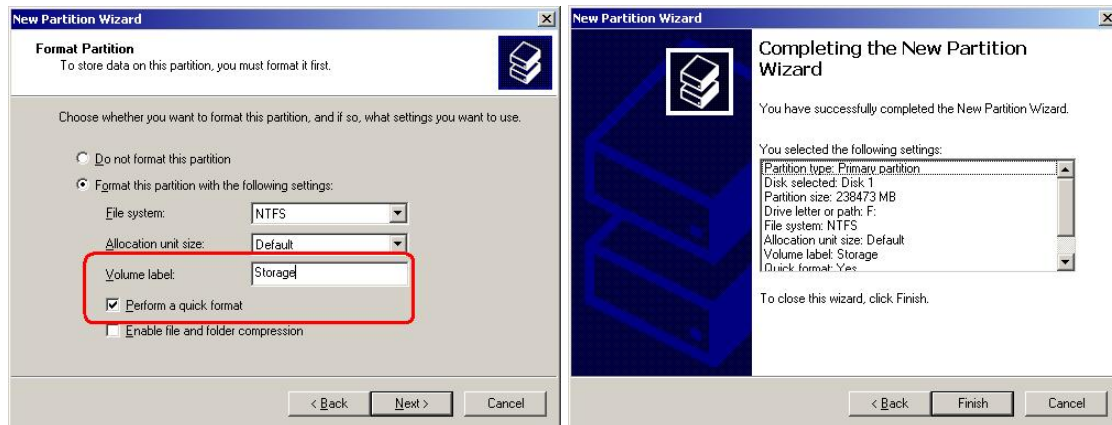 New Partition Wizard
Format Partition
To store data on this partition, you must format it first.
Choose whether you want to format this partition, and if so, what settings you want to use.
Do not format this partition
Format this partition with the following settings:
File system: NTFS
Allocation unit size: Default
Volume label: Storage
Perform a quick format
Enable file and folder compression
< Back Next > Cancel
New Partition Wizard
Completing the New Partition
Wizard
You have successfully completed the New Partition Wizard.
You selected the following settings:
Partition type: Primary partition
Disk selected: Disk 1
Partition size: 238473 MB
Drive letter or path: F:
File system: NTFS
Allocation unit size: Default
Volume label: Storage
Quick format: Yes
To close this wizard, click Finish.
< Back Finish Cancel